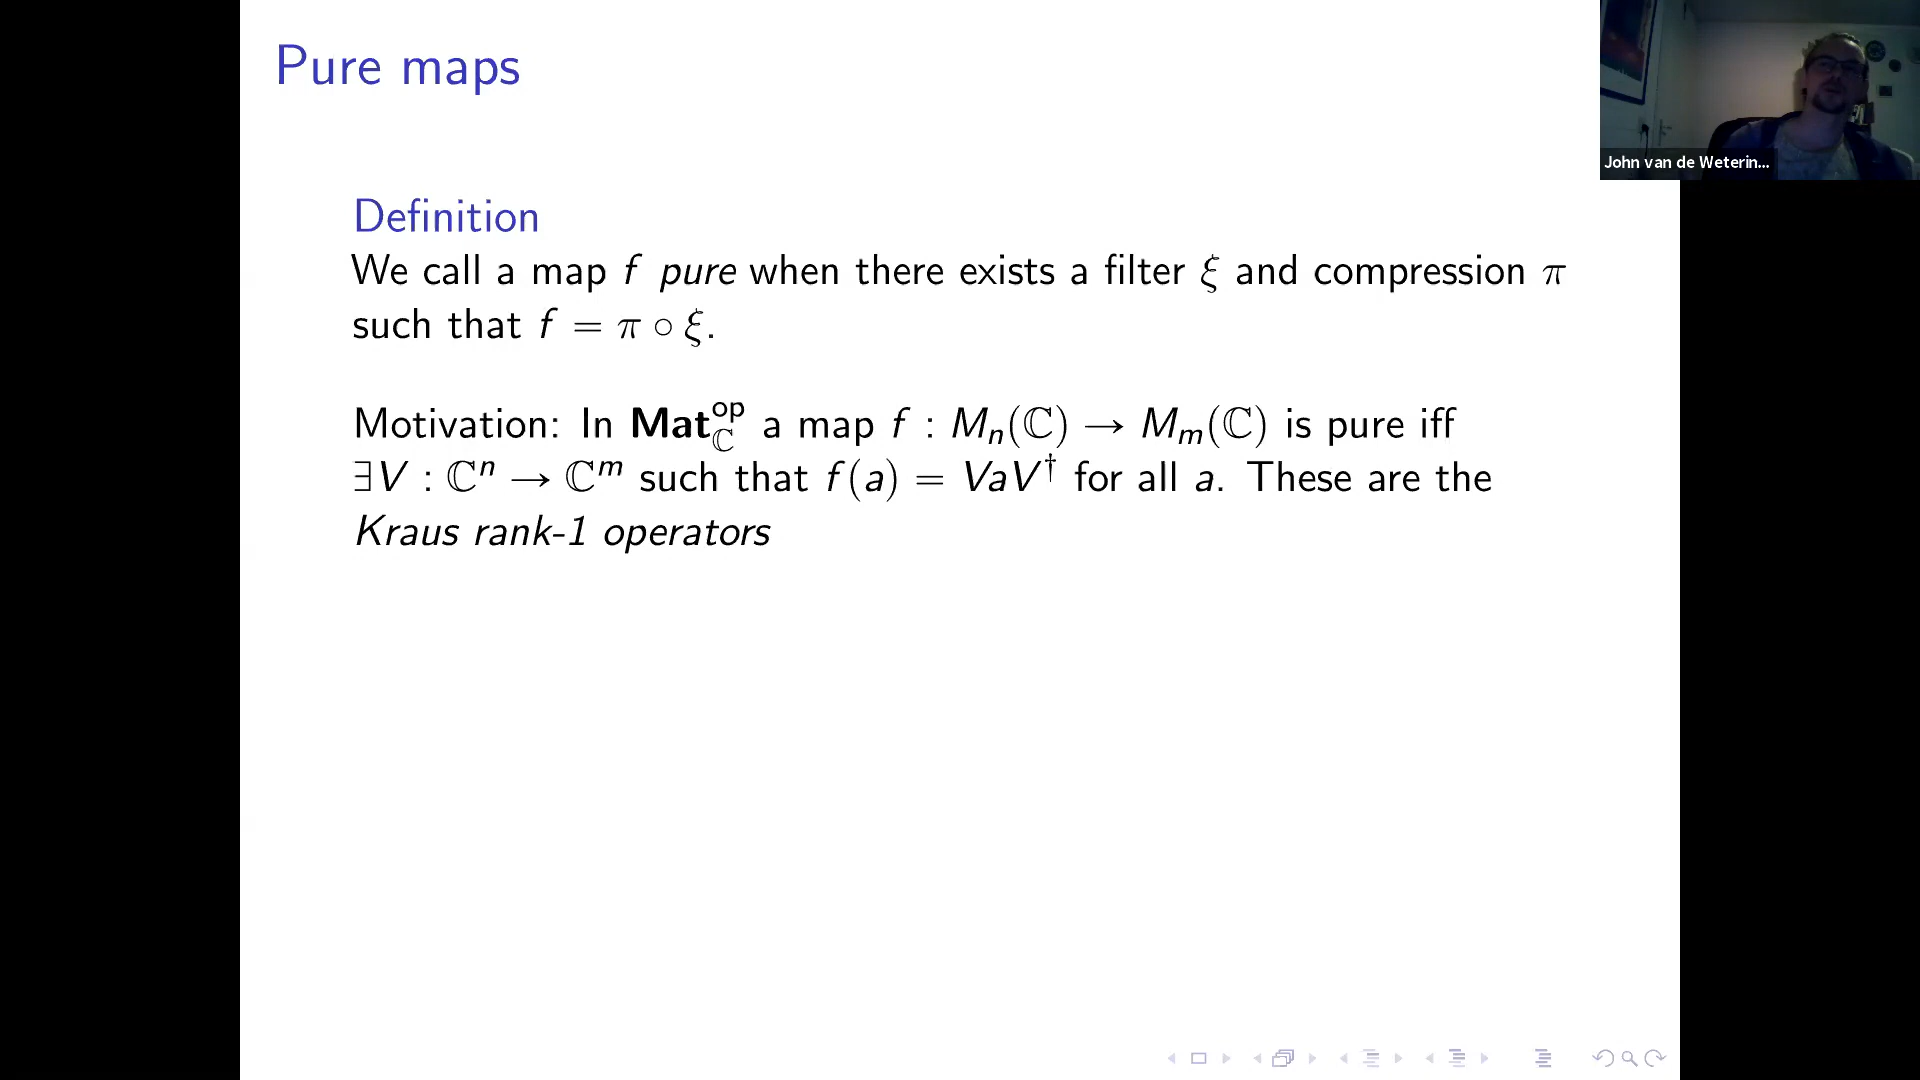 Pure maps
John van de Weterin...
Definition
We call a map f pure when there exists a filter ξ and compression π
such that f = π ∘ ξ.
Motivation: In Mat_ℂ^op a map f : M_n(ℂ) → M_m(ℂ) is pure iff
∃V : ℂ^n → ℂ^m such that f(a) = VaV^† for all a. These are the
Kraus rank-1 operators